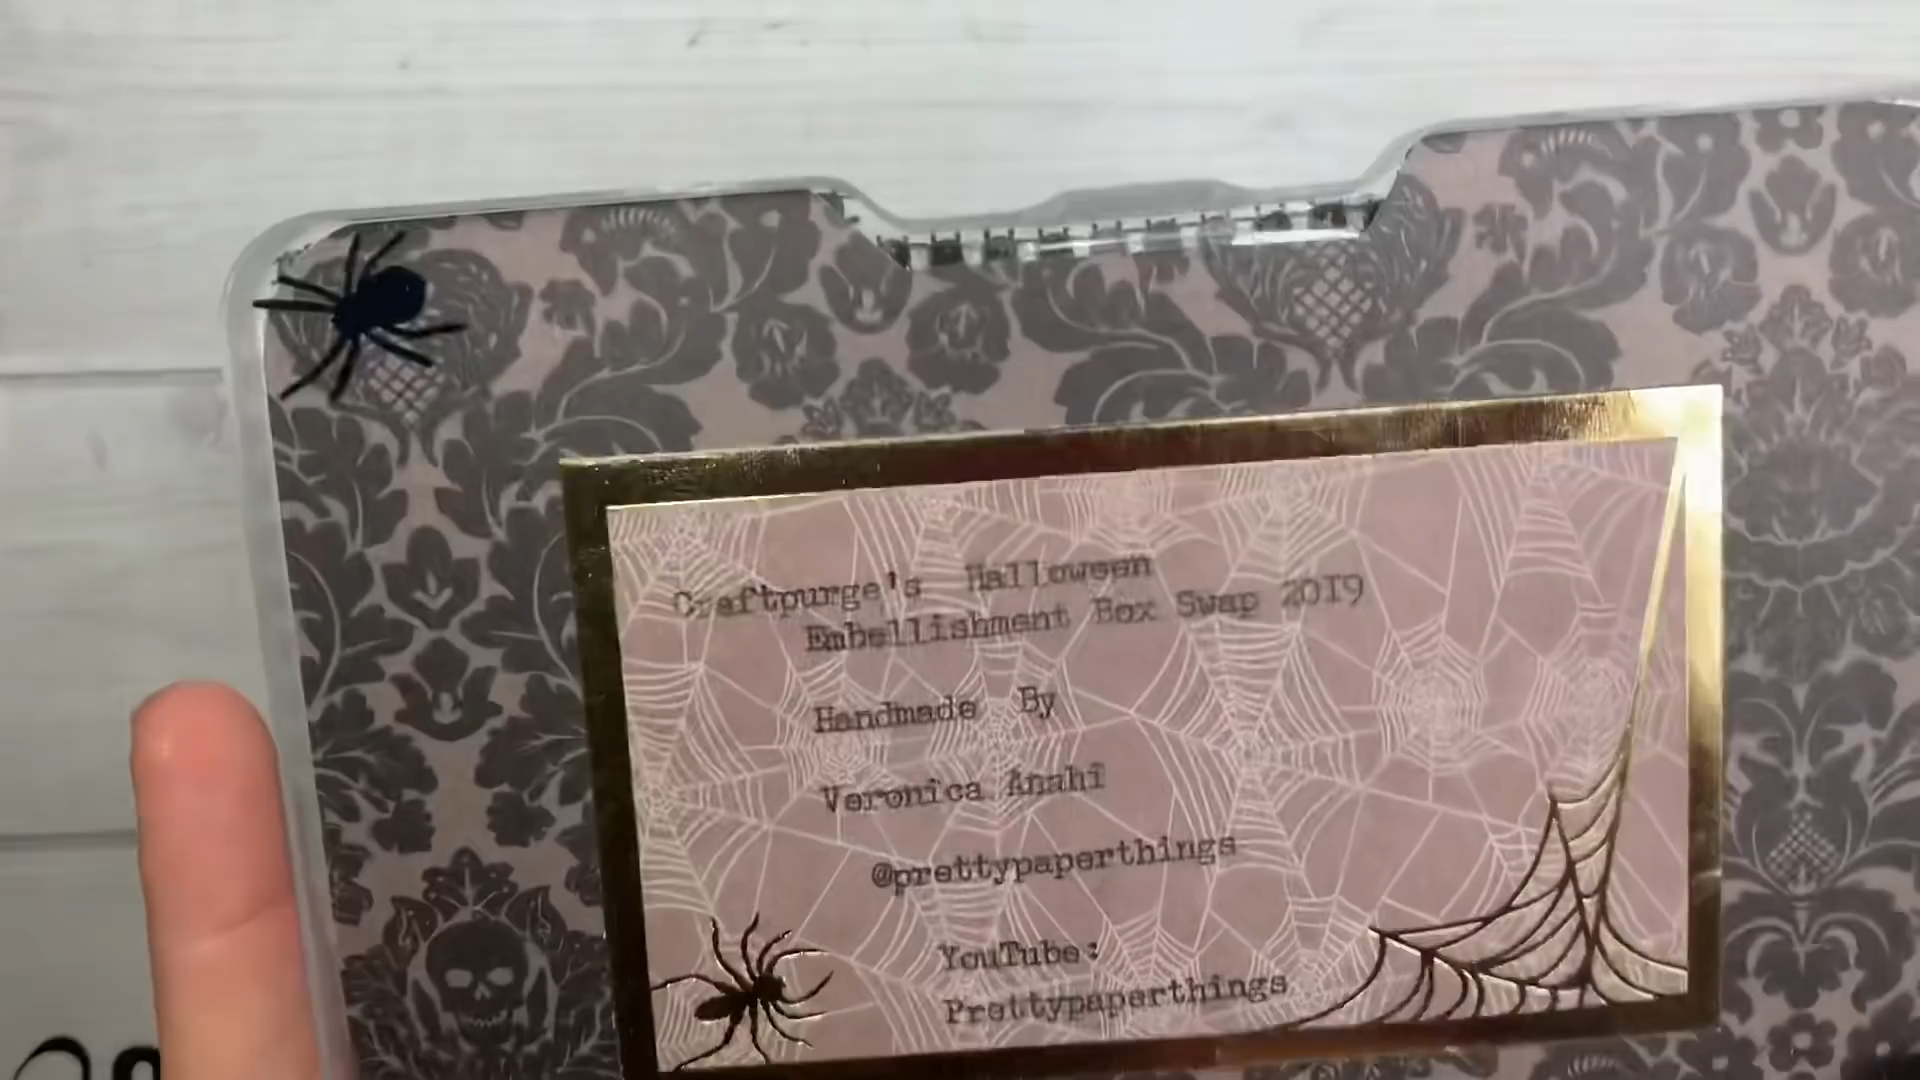 Craftpurge's Halloween
Embellishment Box Swap 2019
Handmade By
Veronica Anahi
@prettypaperthings
YouTube:
Prettypaperthings